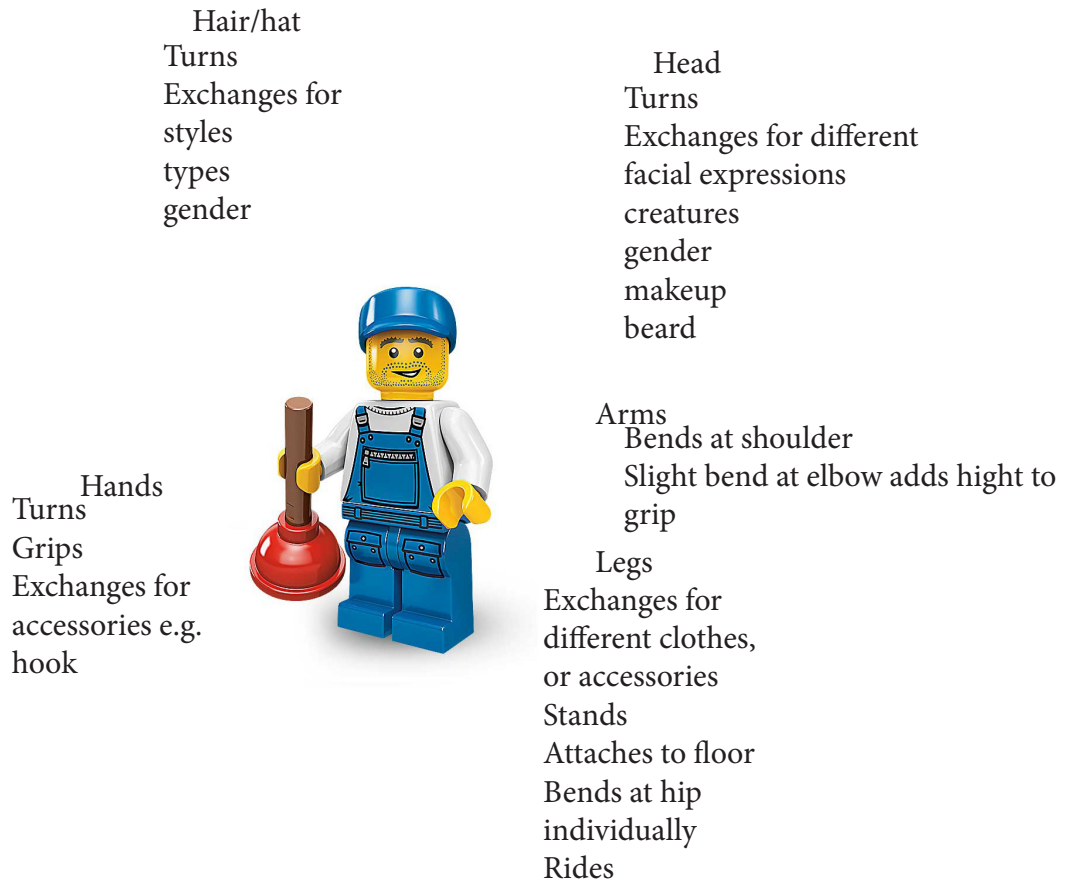 Hair/hat
Turns
Exchanges for
styles
types
gender
Head
Turns
Exchanges for different
facial expressions
creatures
gender
makeup
beard
Arms
Bends at shoulder
Slight bend at elbow adds hight to
grip
Hands
Turns
Grips
Exchanges for
accessories e.g.
hook
Legs
Exchanges for
different clothes,
or accessories
Stands
Attaches to floor
Bends at hip
individually
Rides